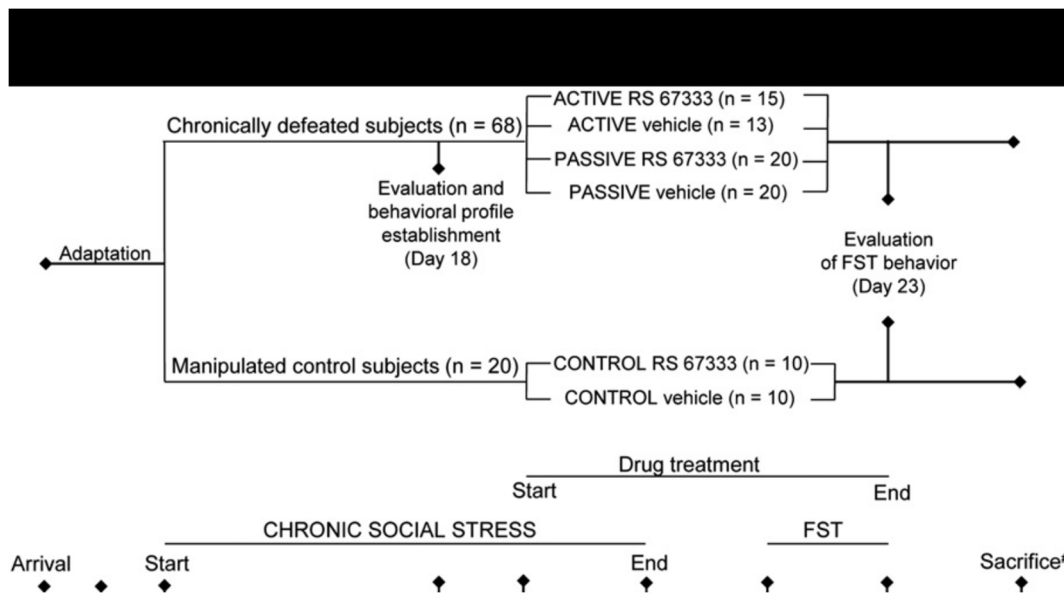 ACTIVE RS 67333 (n = 15)
Chronically defeated subjects (n = 68)
ACTIVE vehicle (n = 13)
PASSIVE RS 67333 (n = 20)
PASSIVE vehicle (n = 20)
Evaluation and
behavioral profile
establishment
(Day 18)
Adaptation
Evaluation
of FST behavior
(Day 23)
Manipulated control subjects (n = 20)
CONTROL RS 67333 (n = 10)
CONTROL vehicle (n = 10)
Drug treatment
Start
End
CHRONIC SOCIAL STRESS
FST
Arrival
Start
End
Sacrifice